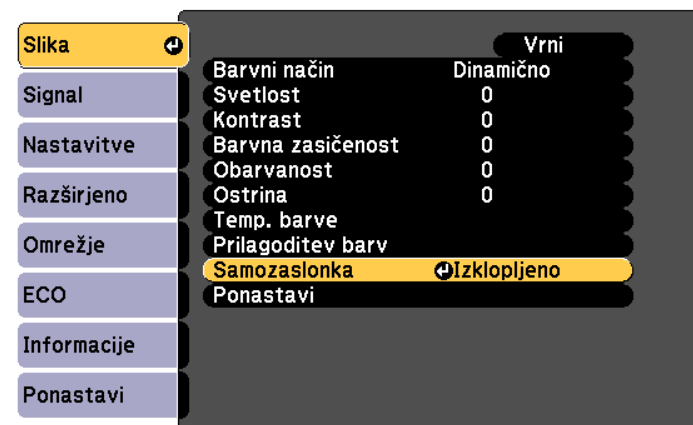 Slika
Signal
Nastavitve
Razširjeno
Omrežje
ECO
Informacije
Ponastavi
Vrni
Barvni način Dinamično
Svetlost 0
Kontrast 0
Barvna zasičenost 0
Obarvanost 0
Ostrina 0
Temp. barve
Prilagoditev barv
Samozaslonka Izklopljeno
Ponastavi